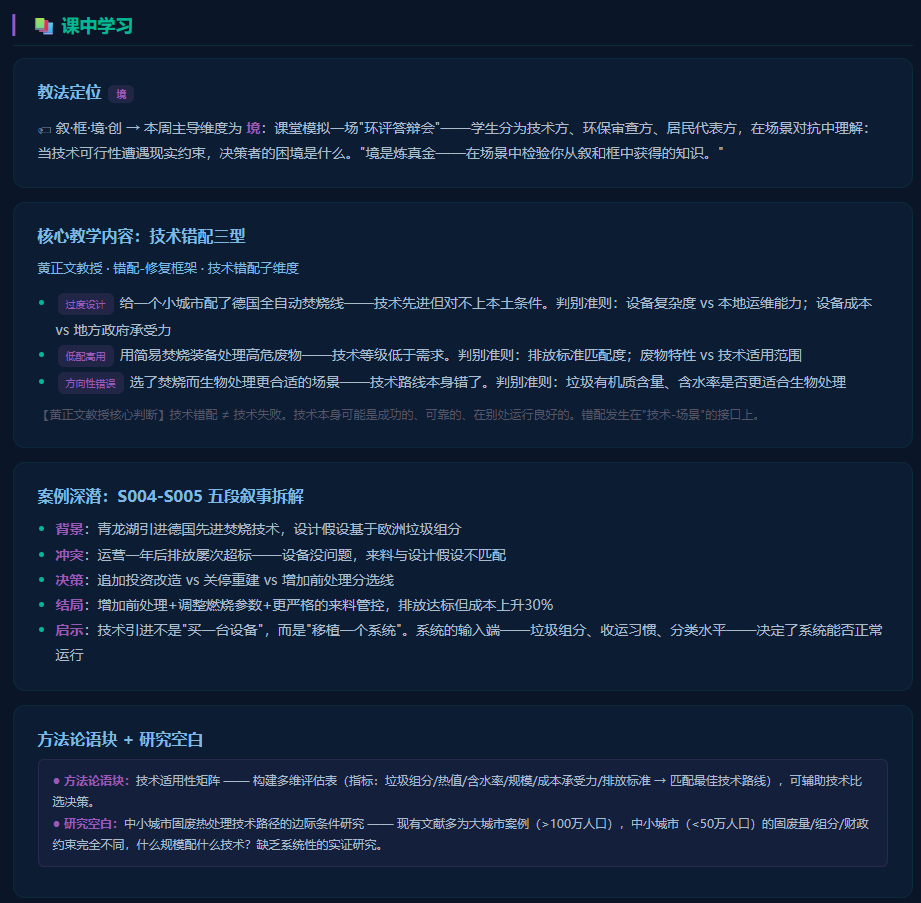 课中学习
教法定位 境
叙·框·境·创 → 本周主导维度为 境：课堂模拟一场"环评答辩会"——学生分为技术方、环保审查方、居民代表方，在场景对抗中理解：
当技术可行性遭遇现实约束，决策者的困境是什么。"境是炼真金——在场景中检验你从叙和框中获得的知识。"
核心教学内容：技术错配三型
黄正文教授 · 错配-修复框架 · 技术错配子维度
过度设计 给一个小城市配了德国全自动焚烧线——技术先进但对不上本土条件。判别准则：设备复杂度 vs 本地运维能力；设备成本
vs 地方政府承受力
低配高用 用简易焚烧装备处理高危废物——技术等级低于需求。判别准则：排放标准匹配度；废物特性 vs 技术适用范围
方向性错误 选了焚烧而生物处理更合适的场景——技术路线本身错了。判别准则：垃圾有机质含量、含水率是否更适合生物处理
【黄正文教授核心判断】技术错配 ≠ 技术失败。技术本身可能是成功的、可靠的、在别处运行良好的。错配发生在"技术-场景"的接口上。
案例深潜：S004-S005 五段叙事拆解
背景：青龙湖引进德国先进焚烧技术，设计假设基于欧洲垃圾组分
冲突：运营一年后排放屡次超标——设备没问题，来料与设计假设不匹配
决策：追加投资改造 vs 关停重建 vs 增加前处理分选线
结局：增加前处理+调整燃烧参数+更严格的来料管控，排放达标但成本上升30%
启示：技术引进不是"买一台设备"，而是"移植一个系统"。系统的输入端——垃圾组分、收运习惯、分类水平——决定了系统能否正常
运行
方法论语块 + 研究空白
● 方法论语块：技术适用性矩阵 —— 构建多维评估表（指标：垃圾组分/热值/含水率/规模/成本承受力/排放标准 → 匹配最佳技术路线），可辅助技术比
选决策。
● 研究空白：中小城市固废热处理技术路径的边际条件研究 —— 现有文献多为大城市案例（>100万人口），中小城市（<50万人口）的固废量/组分/财政
约束完全不同，什么规模配什么技术？缺乏系统性的实证研究。